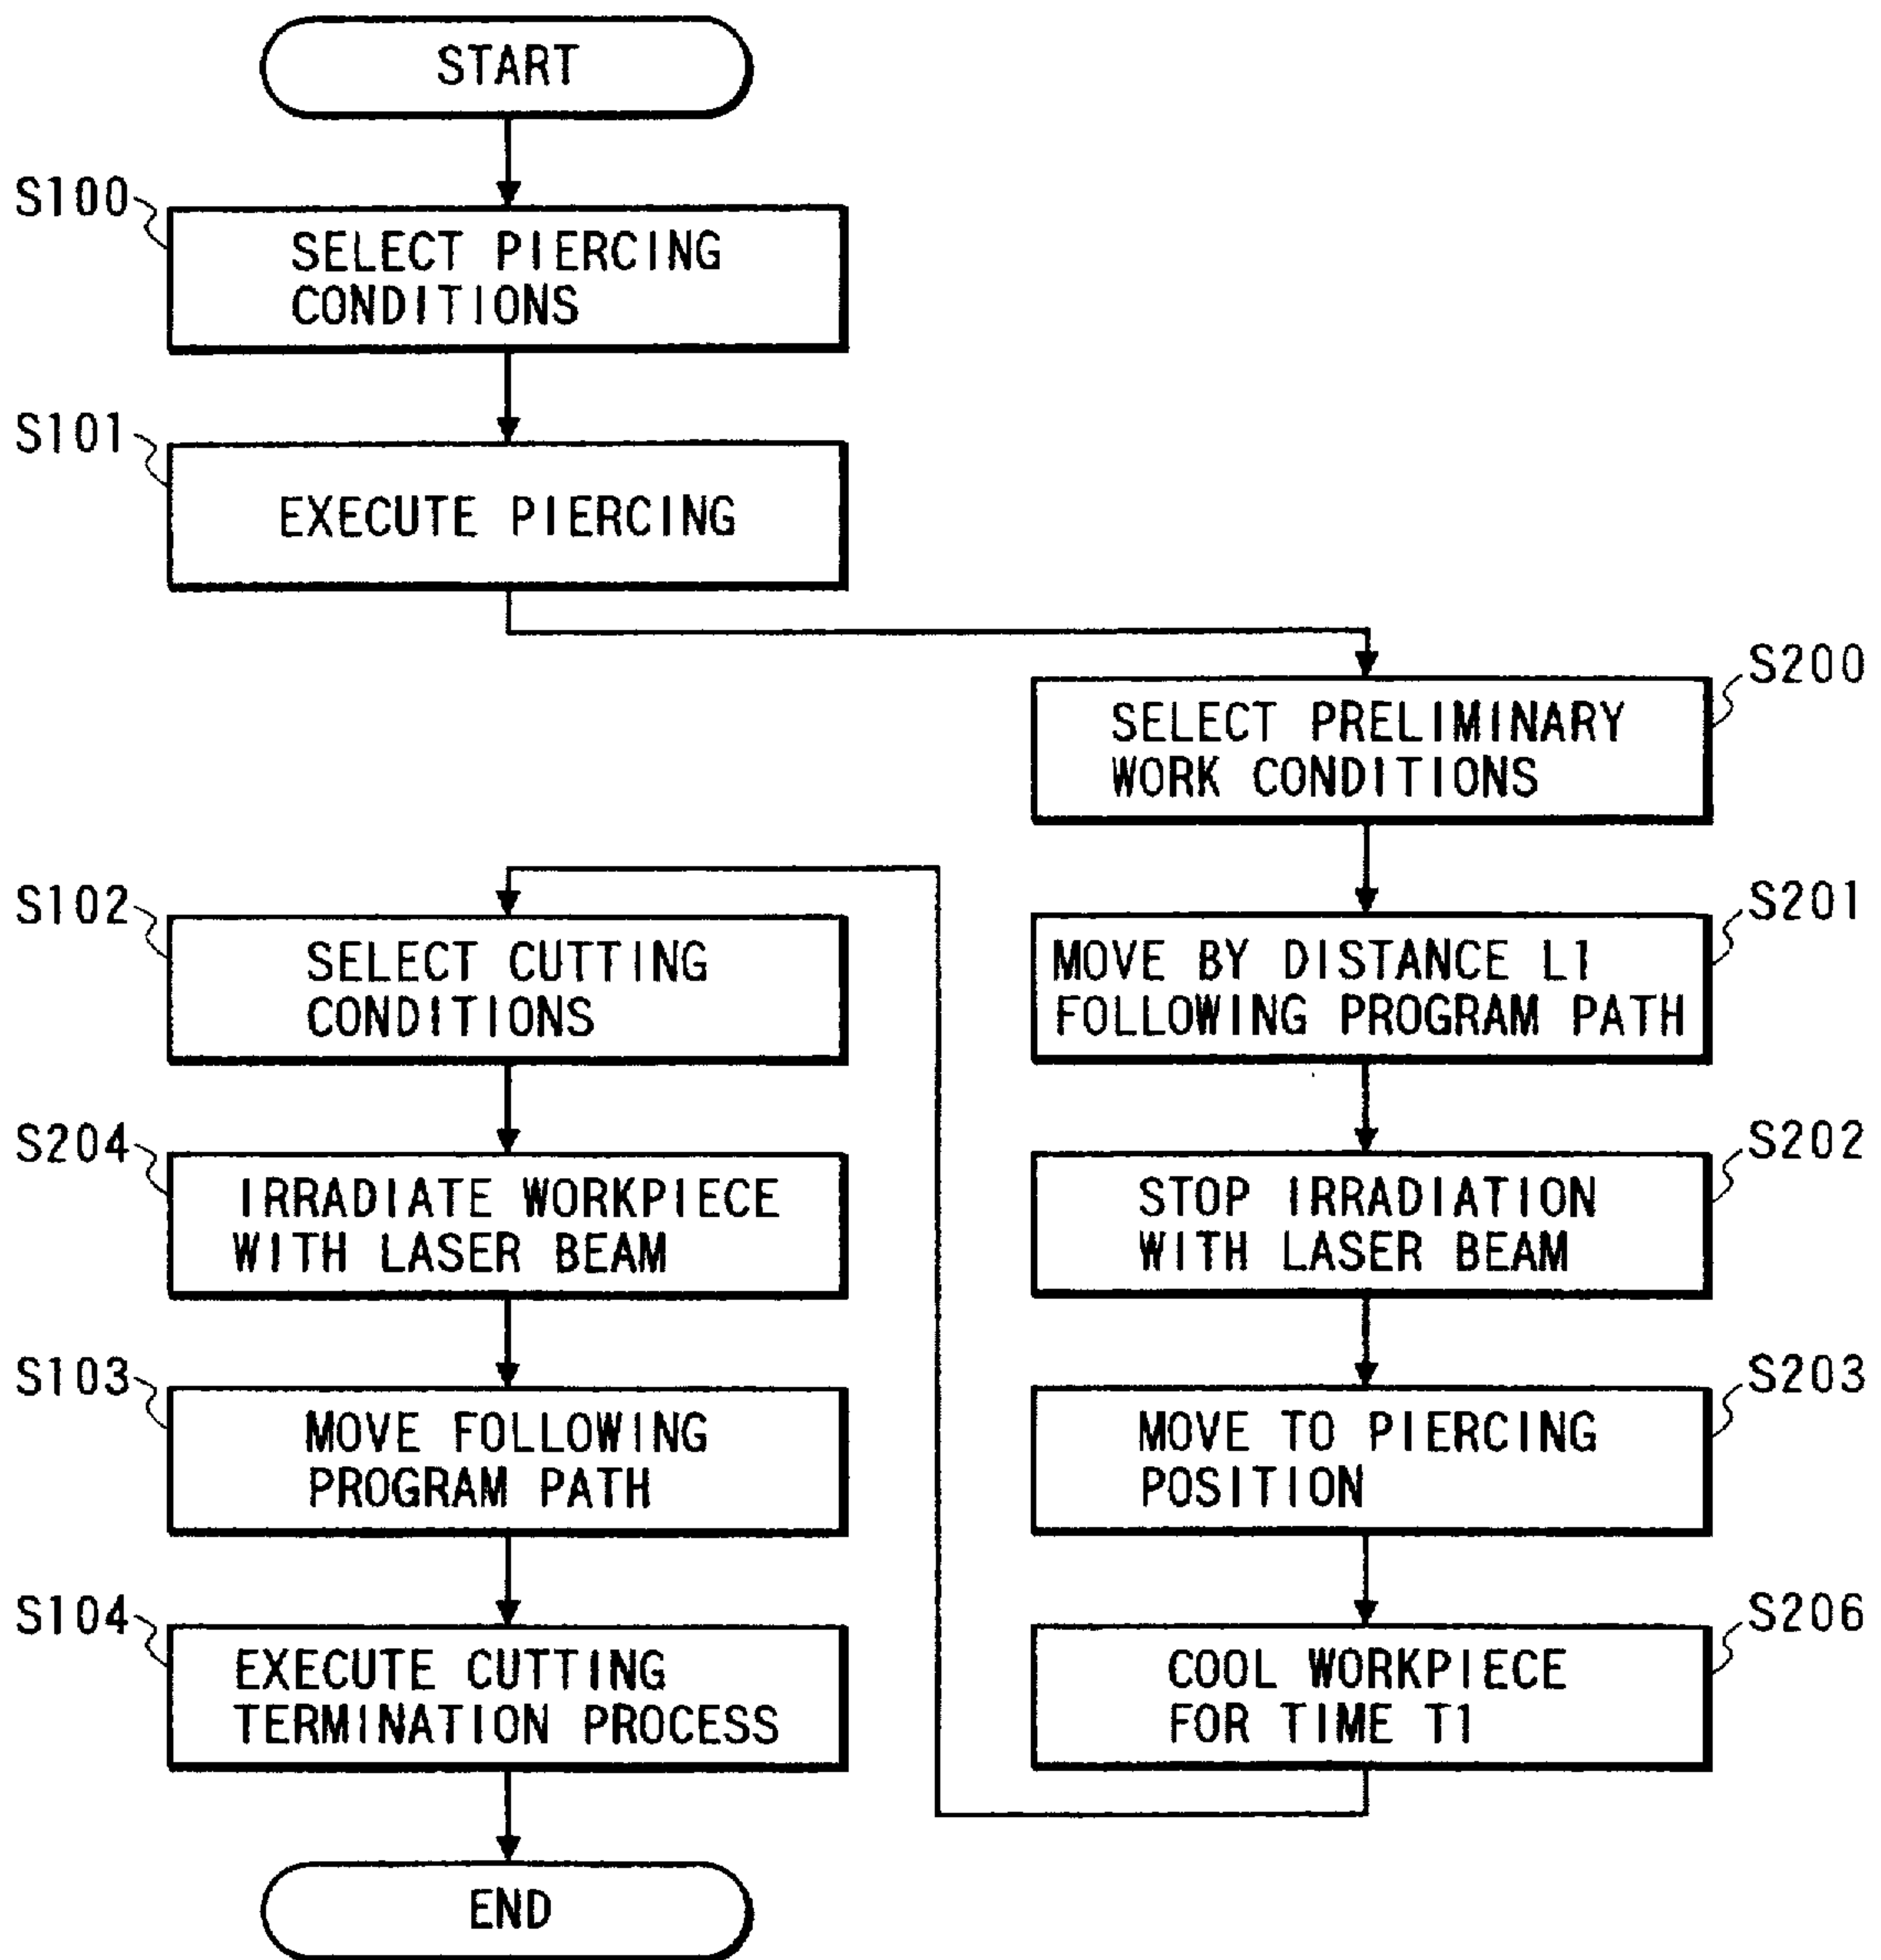 START
S100
SELECT PIERCING
CONDITIONS
S101
EXECUTE PIERCING
S200
SELECT PRELIMINARY
WORK CONDITIONS
S201
MOVE BY DISTANCE L1
FOLLOWING PROGRAM PATH
S202
STOP IRRADIATION
WITH LASER BEAM
S203
MOVE TO PIERCING
POSITION
S206
COOL WORKPIECE
FOR TIME T1
S102
SELECT CUTTING
CONDITIONS
S204
IRRADIATE WORKPIECE
WITH LASER BEAM
S103
MOVE FOLLOWING
PROGRAM PATH
S104
EXECUTE CUTTING
TERMINATION PROCESS
END